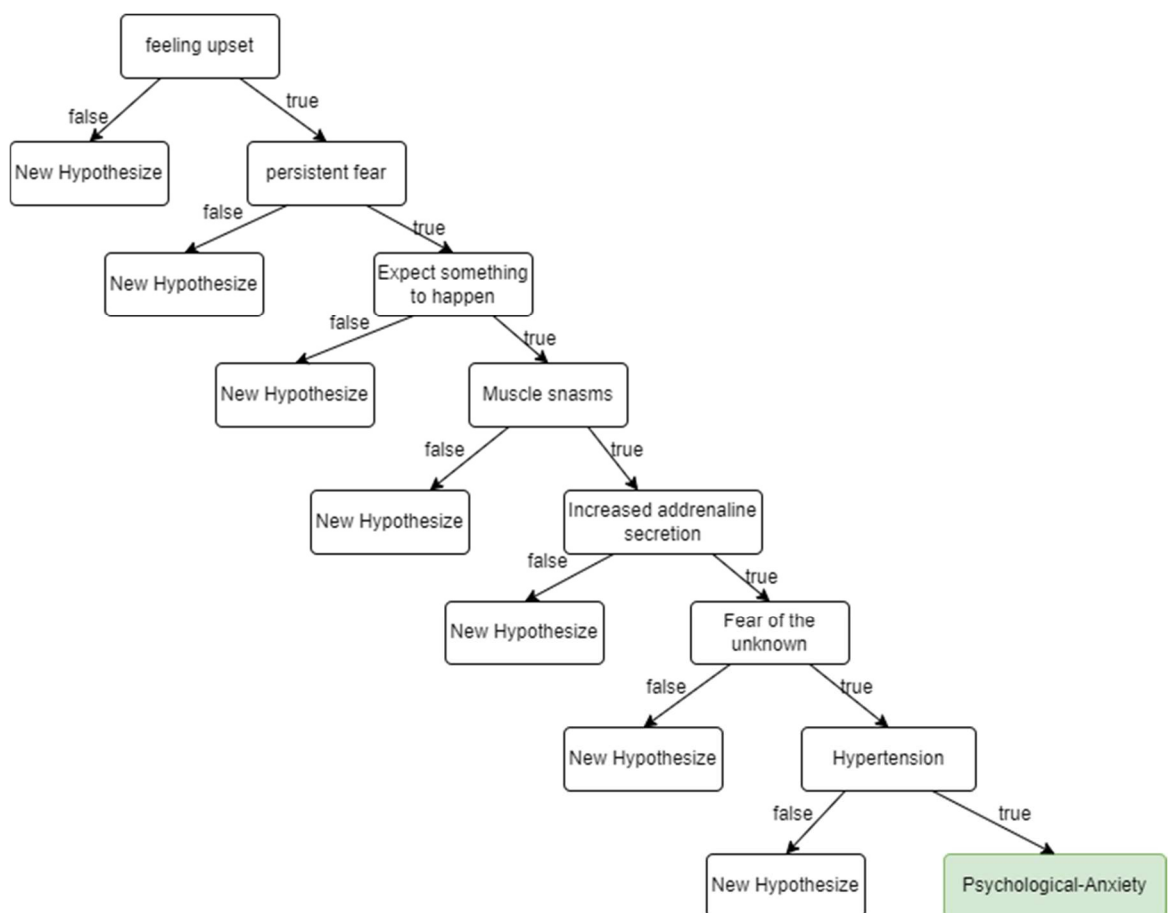 feeling upset
false
true
New Hypothesize
persistent fear
false
true
New Hypothesize
Expect something
to happen
false
true
New Hypothesize
Muscle snasms
false
true
New Hypothesize
Increased addrenaline
secretion
false
true
New Hypothesize
Fear of the
unknown
false
true
New Hypothesize
Hypertension
false
true
New Hypothesize
Psychological-Anxiety